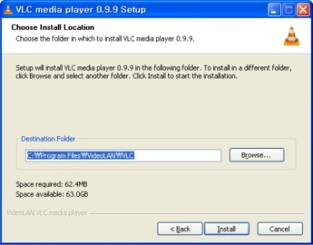 VLC media player 0.9.9 Setup
Choose Install Location
Choose the folder in which to install VLC media player 0.9.9.
Setup will install VLC media player 0.9.9 in the following folder. To install in a different folder,
click Browse and select another folder. Click Install to start the installation.
Destination Folder
C:₩Program Files₩VideoLAN₩VLC
Browse...
Space required: 62.4MB
Space available: 63.0GB
VideoLAN VLC media player
< Back
Install
Cancel